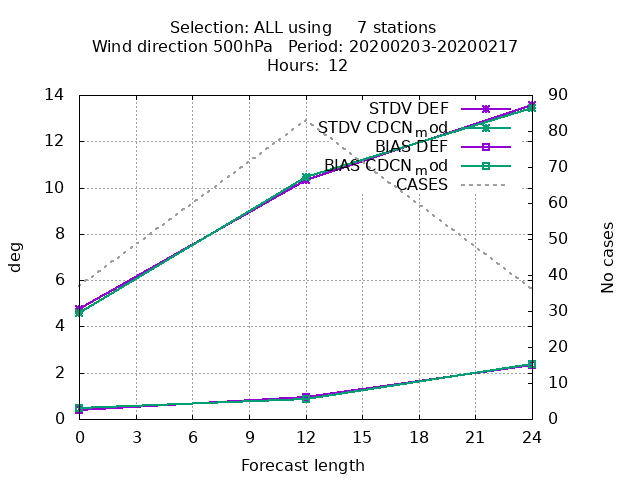 Selection: ALL using     7 stations
Wind direction 500hPa   Period: 20200203-20200217
Hours: 12
STDV DEF
STDV CDCNmod
BIAS DEF
BIAS CDCNmod
CASES
deg
No cases
14
12
10
8
6
4
2
0
90
80
70
60
50
40
30
20
10
0
0 3 6 9 12 15 18 21 24
Forecast length